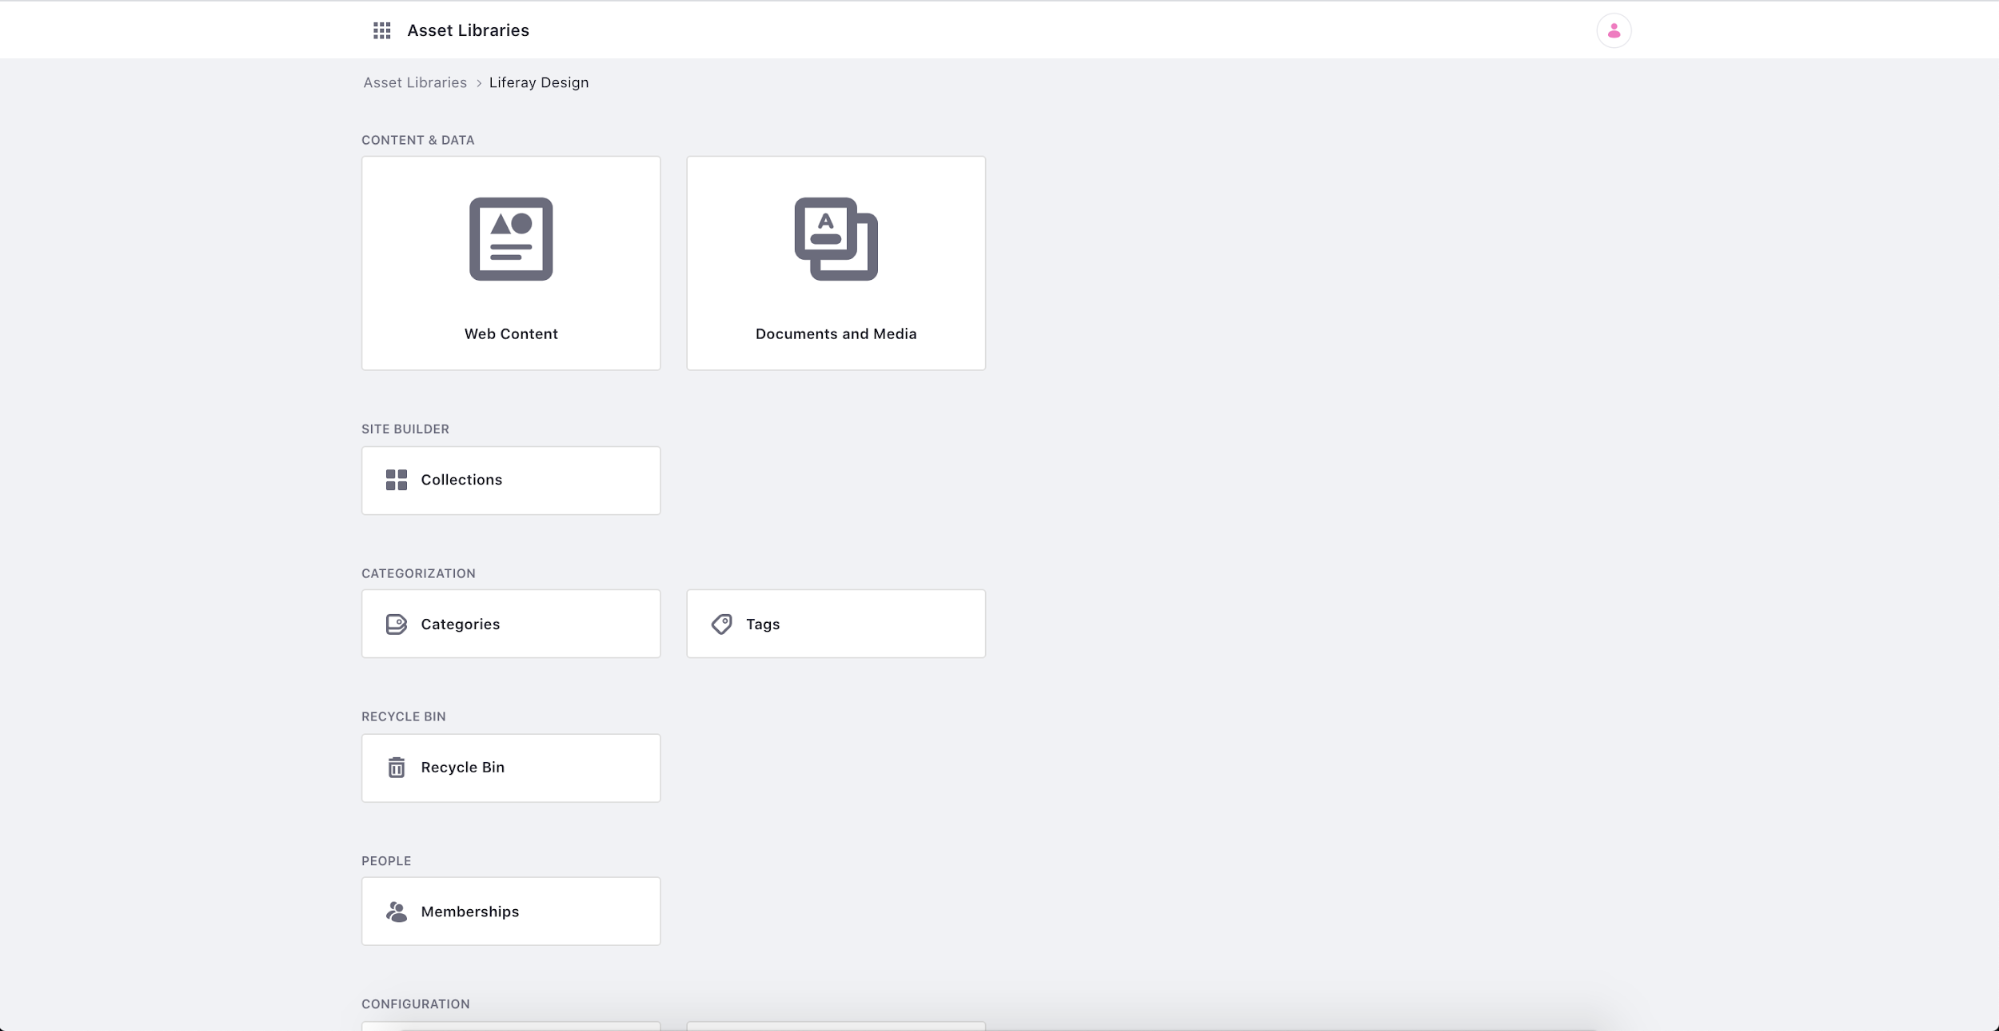 Asset Libraries
Asset Libraries > Liferay Design
CONTENT & DATA
Web Content
Documents and Media
SITE BUILDER
Collections
CATEGORIZATION
Categories
Tags
RECYCLE BIN
Recycle Bin
PEOPLE
Memberships
CONFIGURATION